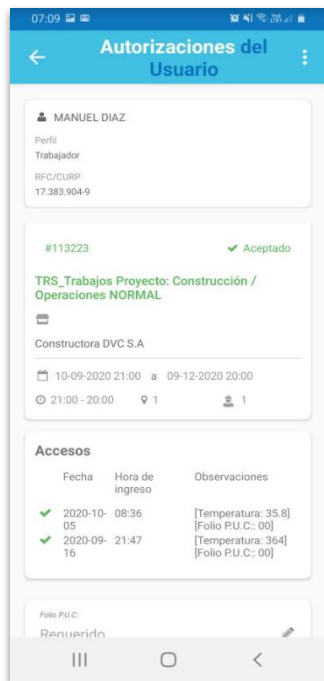 07:09
Autorizaciones del
Usuario
MANUEL DIAZ
Perfil
Trabajador
RFC/CURP
17.383.904-9
#113223 Aceptado
TRS_Trabajos Proyecto: Construcción /
Operaciones NORMAL
Constructora DVC S.A
10-09-2020 21:00 a 09-12-2020 20:00
21:00 - 20:00 1 1
Accesos
Fecha Hora de Observaciones
ingreso
2020-10- 08:36 [Temperatura: 35.8]
05 [Folio P.U.C:: 00]
2020-09- 21:47 [Temperatura: 364]
16 [Folio P.U.C:: 00]
Folio P.U.C:
Requerido